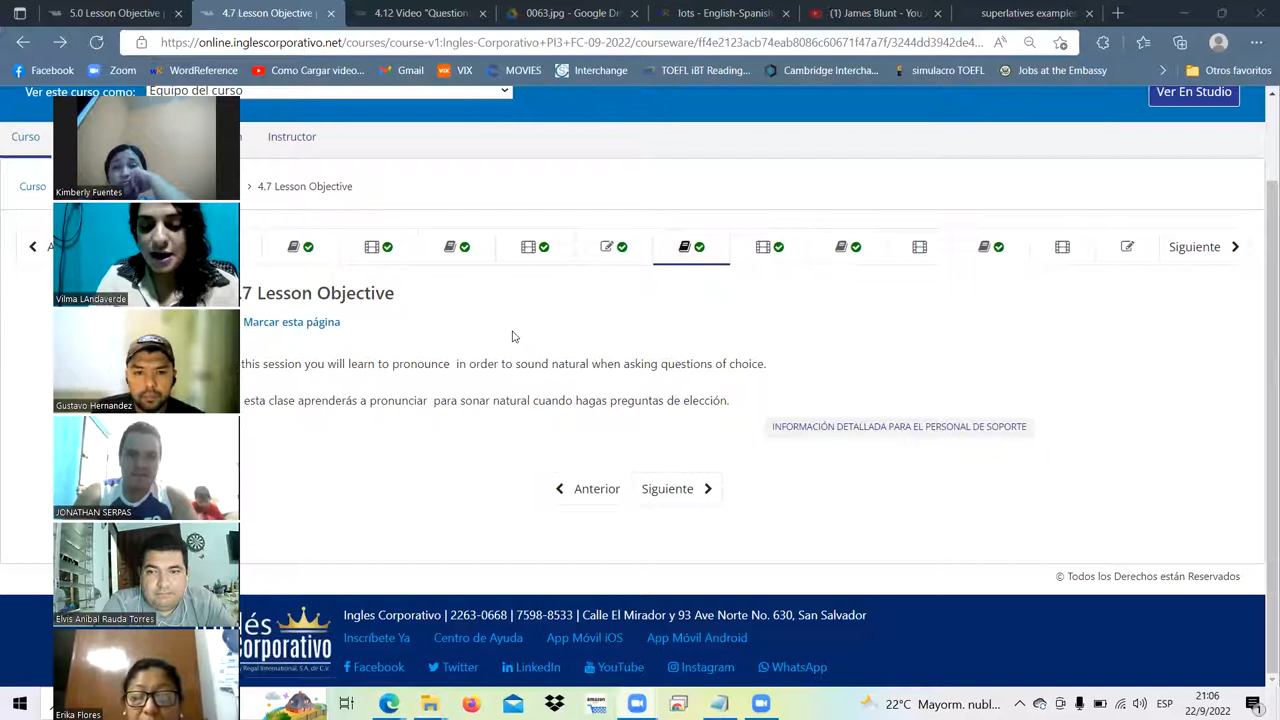 4.7 Lesson
4.12 Video "Question
0063.jpg - Google Dr
lots - English-Spanish
(1) James Blunt - You
superlatives examples
https://online.inglescorporativo.net/courses/course-v1:Ingles-Corporativo+PI3+FC-09-2022/courseware/ff4e2123acb74eab8086c60671f47a7f/3244dd3942de4...
Facebook
Zoom
WordReference
Como Cargar video...
Gmail
VIX
MOVIES
Interchange
TOEFL iBT Reading...
Cambridge Intercha...
simulacro TOEFL
Jobs at the Embassy
Otros favoritos
Ver este curso como:
Equipo del curso
Ver En Studio
Curso
Instructor
Curso
4.7 Lesson Objective
Siguiente
.7 Lesson Objective
Marcar esta página
this session you will learn to pronounce in order to sound natural when asking questions of choice.
esta clase aprenderás a pronunciar para sonar natural cuando hagas preguntas de elección.
INFORMACIÓN DETALLADA PARA EL PERSONAL DE SOPORTE
Anterior
Siguiente
© Todos los Derechos están Reservados
és
orporativo
y Regal International, S.A. de C.V.
Ingles Corporativo | 2263-0668 | 7598-8533 | Calle El Mirador y 93 Ave Norte No. 630, San Salvador
Inscríbete Ya
Centro de Ayuda
App Móvil iOS
App Móvil Android
Facebook
Twitter
LinkedIn
YouTube
Instagram
WhatsApp
Kimberly Fuentes
Vilma LAndaverde
Gustavo Hernandez
JONATHAN SERPAS
Elvis Anibal Rauda Torres
Erika Flores
amazon
22°C Mayorm. nubl...
ESP
21:06
22/9/2022
1